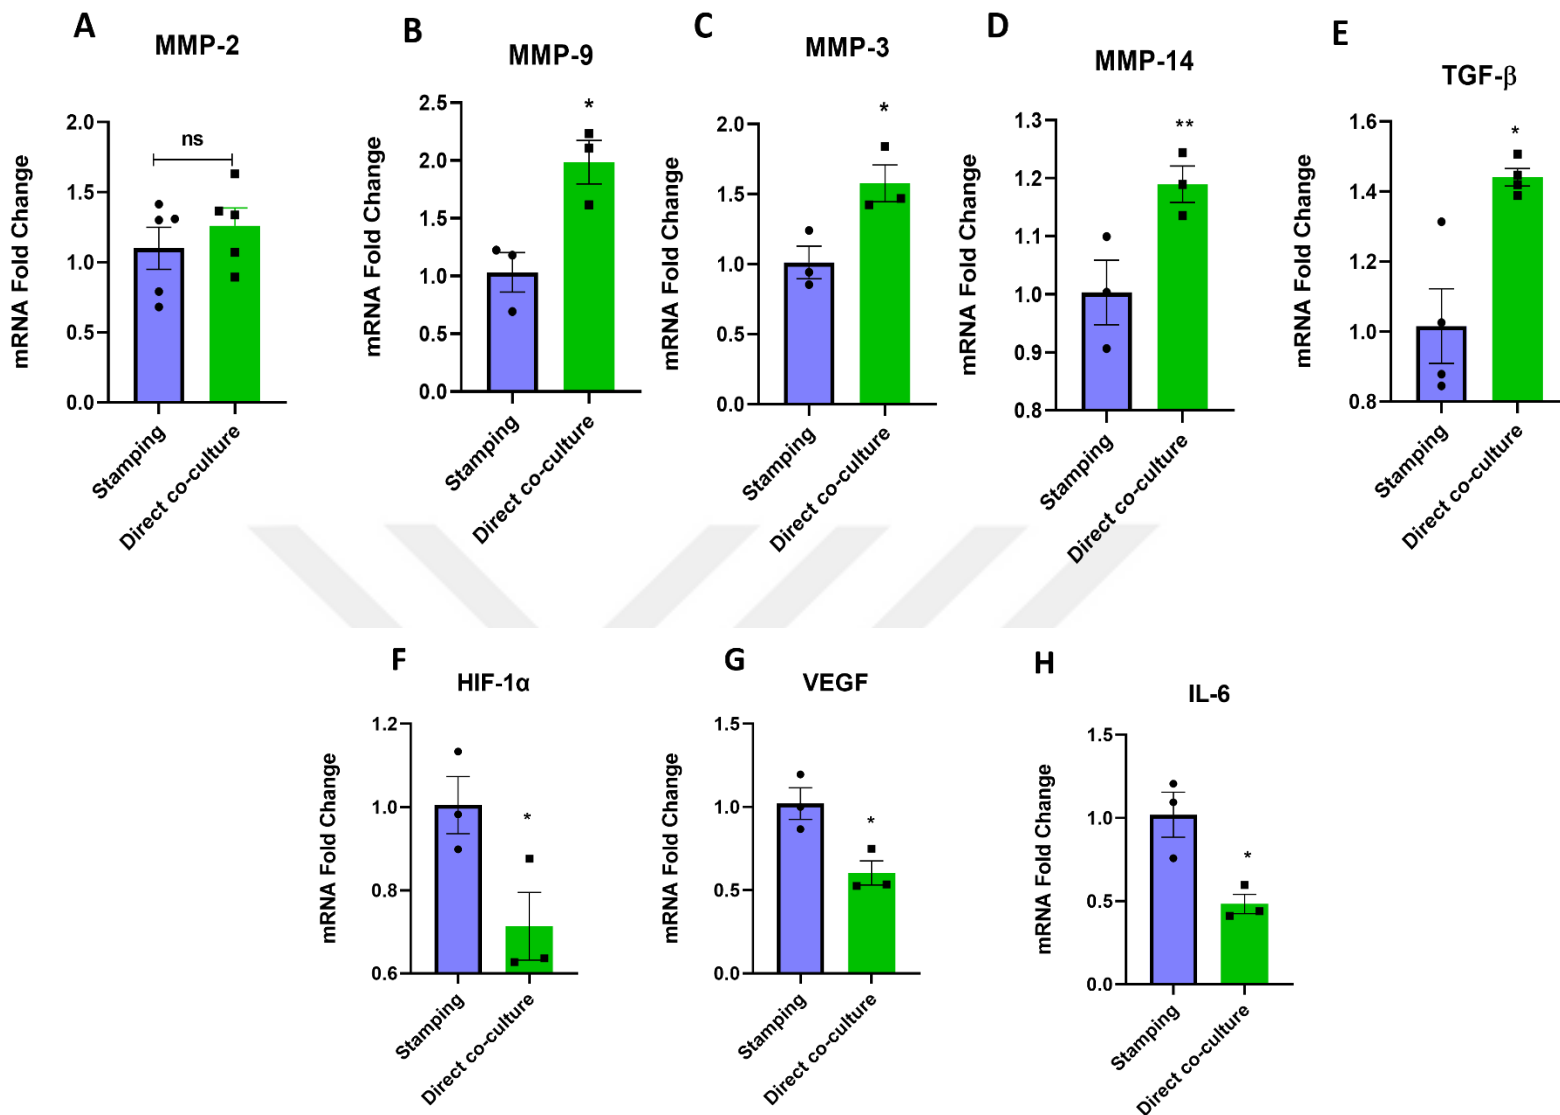 A
MMP-2
mRNA Fold Change
2.0
1.5
1.0
0.5
0.0
ns
Stamping
Direct co-culture
B
MMP-9
mRNA Fold Change
2.5
2.0
1.5
1.0
0.5
0.0
*
Stamping
Direct co-culture
C
MMP-3
mRNA Fold Change
2.0
1.5
1.0
0.5
0.0
*
Stamping
Direct co-culture
D
MMP-14
mRNA Fold Change
1.3
1.2
1.1
1.0
0.9
0.8
**
Stamping
Direct co-culture
E
TGF-β
mRNA Fold Change
1.6
1.4
1.2
1.0
0.8
*
Stamping
Direct co-culture
F
HIF-1α
mRNA Fold Change
1.2
1.0
0.8
0.6
*
Stamping
Direct co-culture
G
VEGF
mRNA Fold Change
1.5
1.0
0.5
0.0
*
Stamping
Direct co-culture
H
IL-6
mRNA Fold Change
1.5
1.0
0.5
0.0
*
Stamping
Direct co-culture